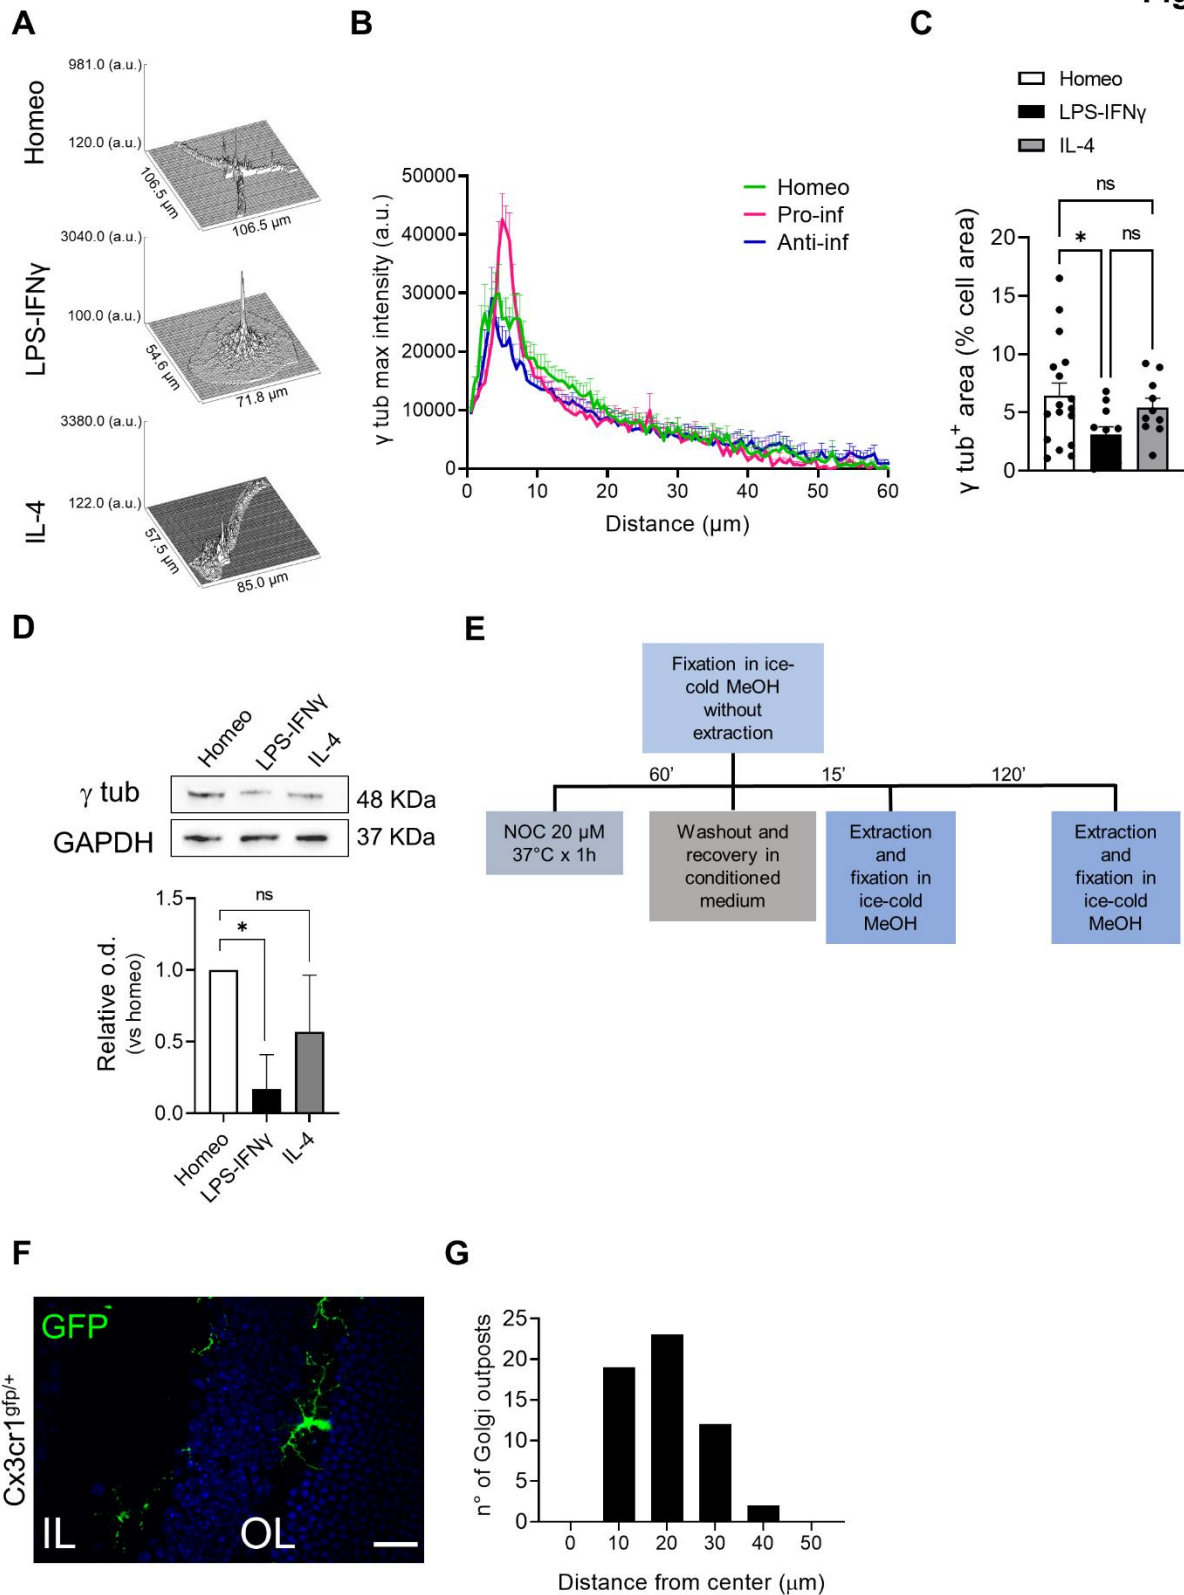 Fig
A
Homeo
981.0 (a.u.)
120.0 (a.u.)
106.5 µm
106.5 µm
LPS-IFNγ
3040.0 (a.u.)
100.0 (a.u.)
54.6 µm
71.8 µm
IL-4
3380.0 (a.u.)
122.0 (a.u.)
57.5 µm
85.0 µm
B
γ tub max intensity (a.u.)
50000
40000
30000
20000
10000
0
Homeo
Pro-inf
Anti-inf
0 10 20 30 40 50 60
Distance (µm)
C
Homeo
LPS-IFNγ
IL-4
ns
* ns
γ tub⁺ area (% cell area)
20
15
10
5
0
D
Homeo LPS-IFNγ IL-4
γ tub 48 KDa
GAPDH 37 KDa
Relative o.d.
(vs homeo)
1.5
1.0
0.5
0.0
ns
*
Homeo LPS-IFNγ IL-4
E
Fixation in ice-
cold MeOH
without
extraction
60’ 15’ 120’
NOC 20 µM
37°C x 1h
Washout and
recovery in
conditioned
medium
Extraction
and
fixation in
ice-cold
MeOH
Extraction
and
fixation in
ice-cold
MeOH
F
Cx3cr1gfp/+
GFP
IL OL
G
n° of Golgi outposts
25
20
15
10
5
0
0 10 20 30 40 50
Distance from center (µm)